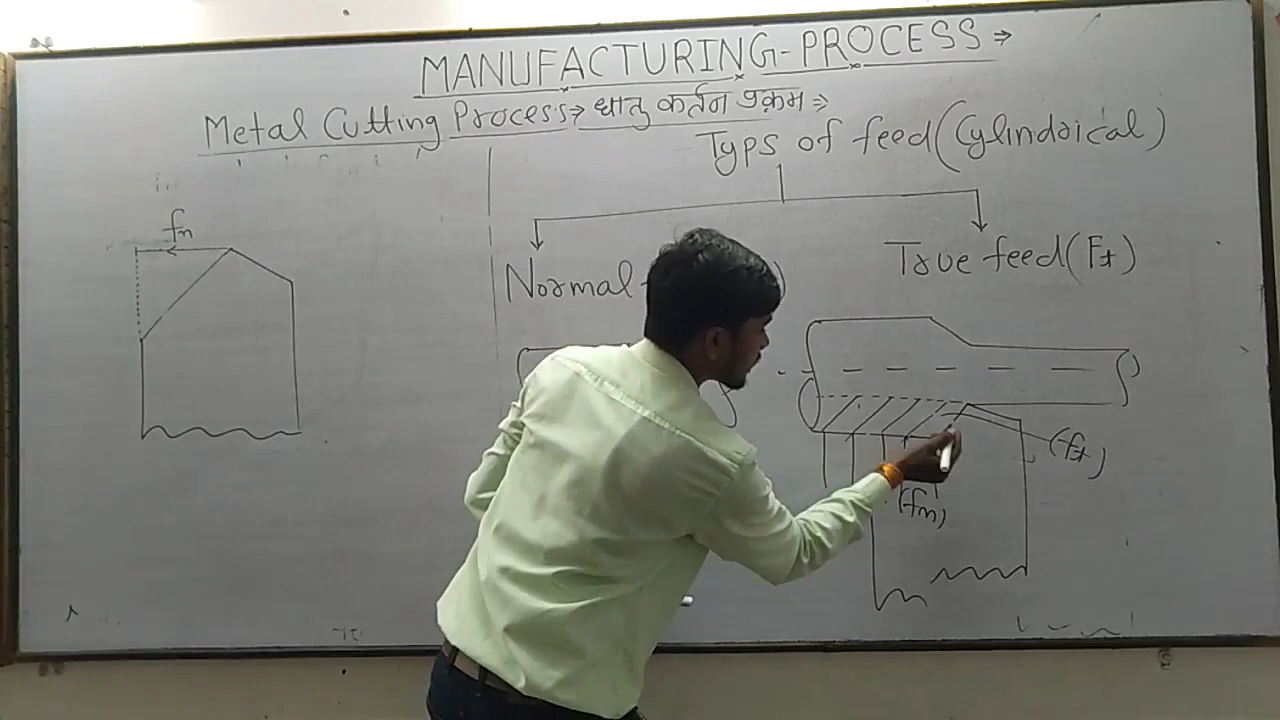 MANUFACTURING-PROCESS ⇒
Metal Cutting Process ⇒ धातु कर्तन प्रक्रम ⇒
Typs of feed (Cylindrical)
fn
Normal
True feed (Ft)
(ft)
(fn)